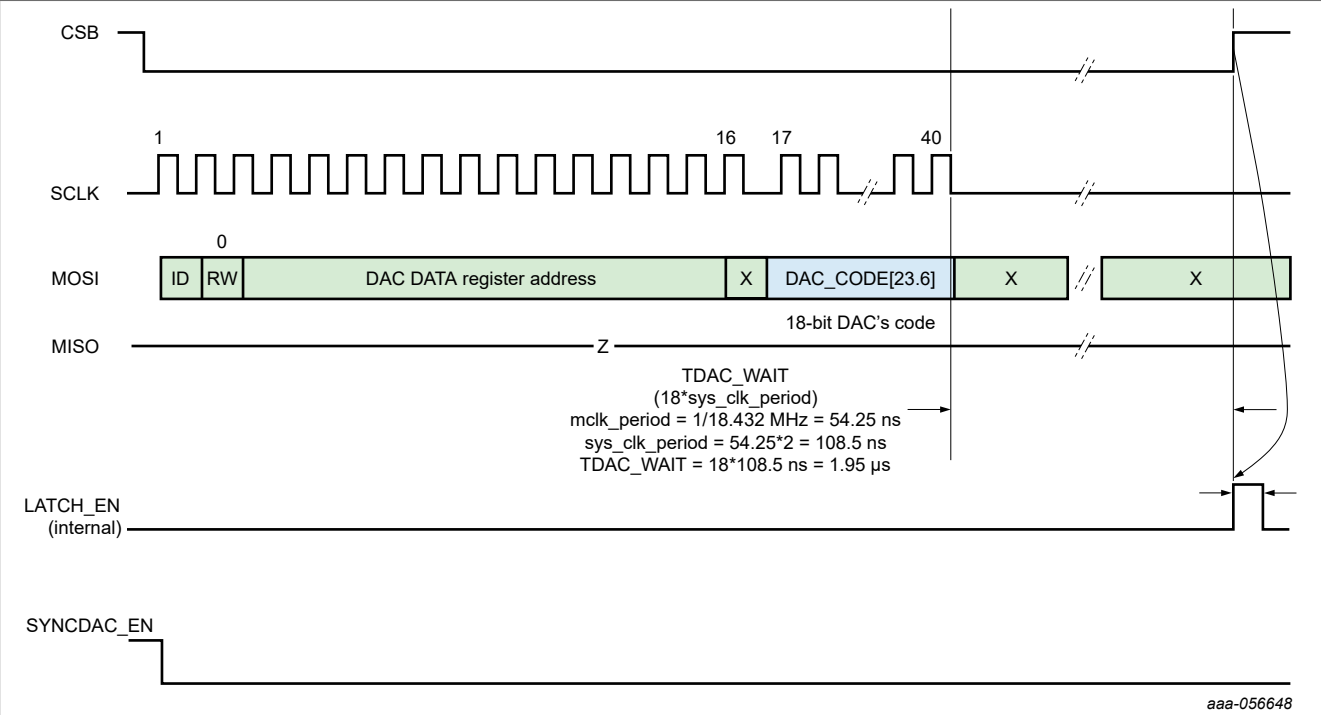 CSB
1
16
17
40
SCLK
0
MOSI
ID
RW
DAC DATA register address
X
DAC_CODE[23.6]
X
X
18-bit DAC's code
MISO
Z
TDAC_WAIT
(18*sys_clk_period)
mclk_period = 1/18.432 MHz = 54.25 ns
sys_clk_period = 54.25*2 = 108.5 ns
TDAC_WAIT = 18*108.5 ns = 1.95 µs
LATCH_EN
(internal)
SYNCDAC_EN
aaa-056648